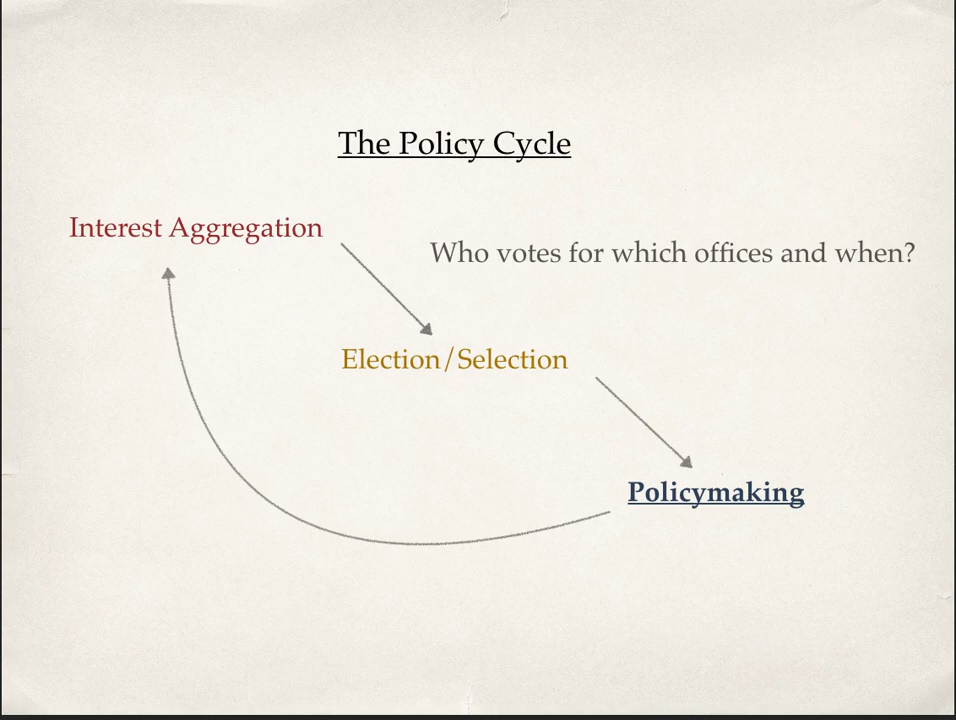 The Policy Cycle
Interest Aggregation
Who votes for which offices and when?
Election/Selection
Policymaking